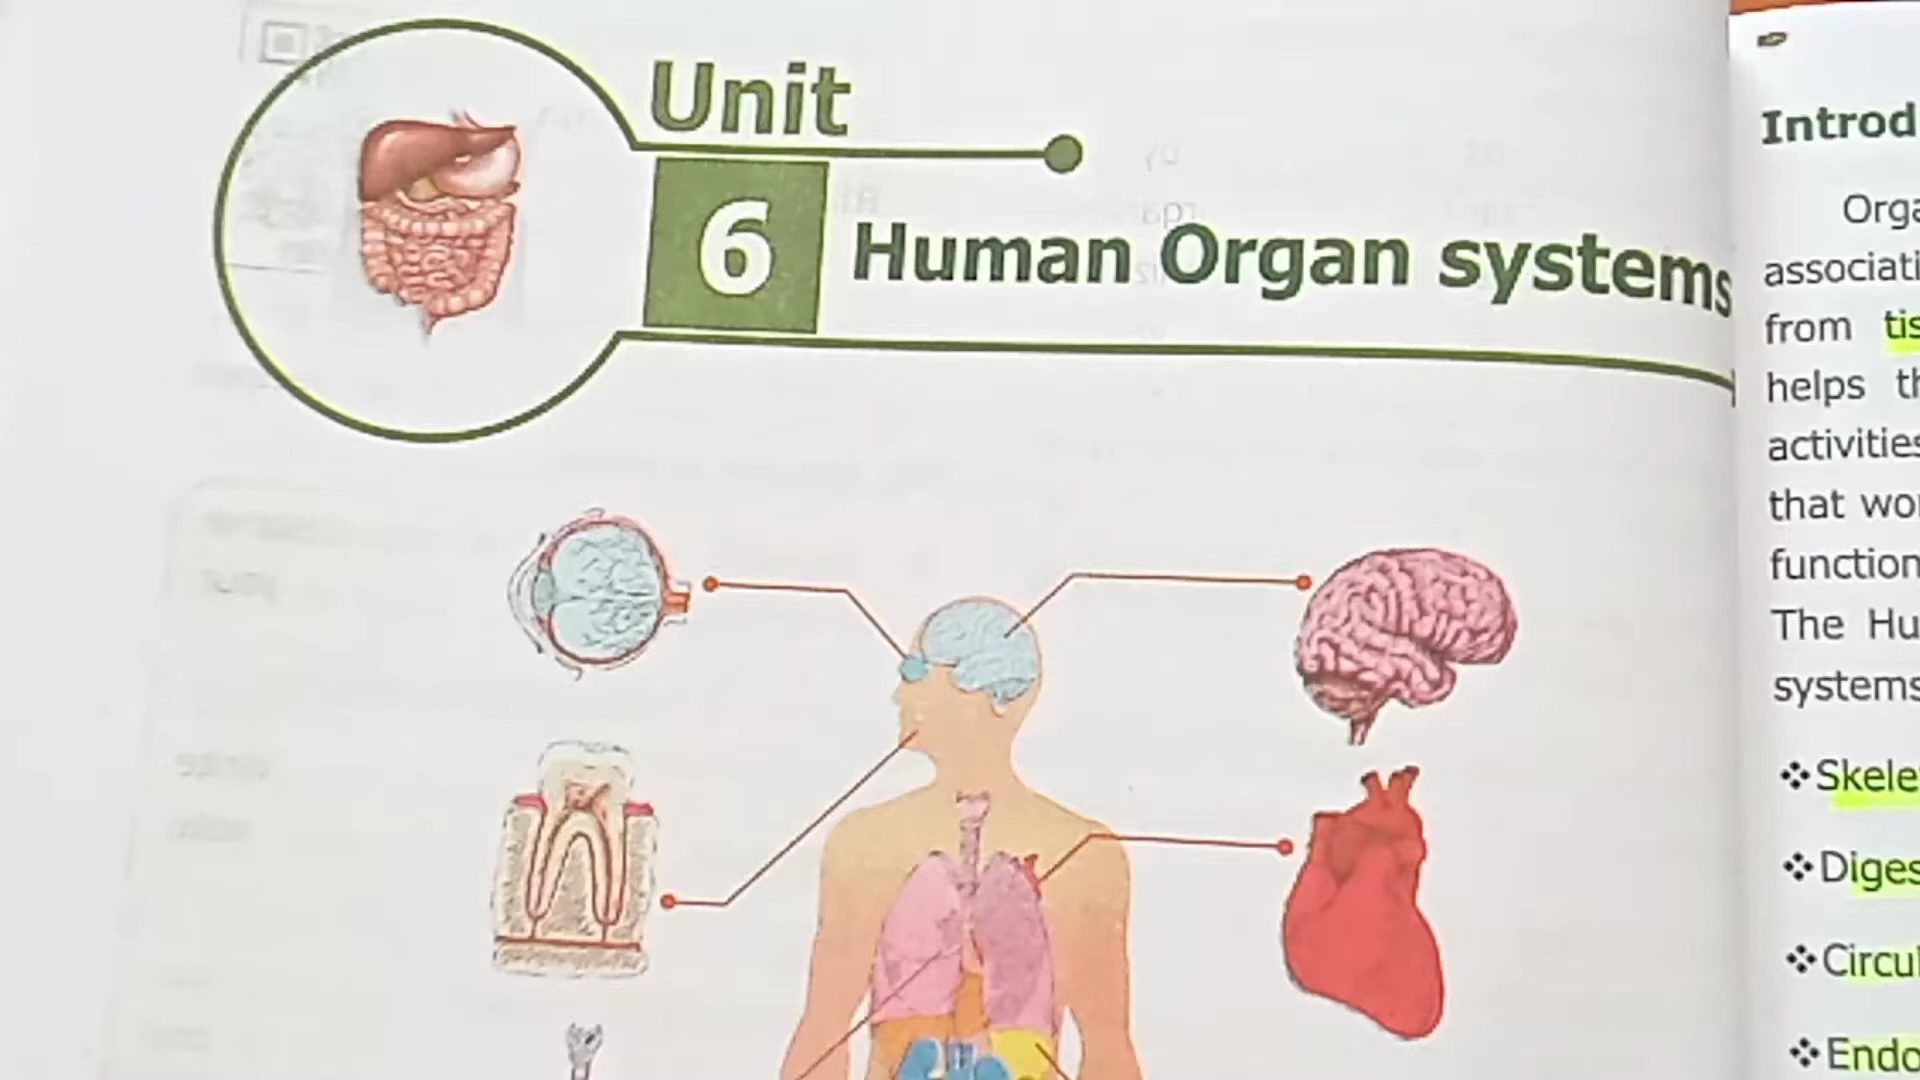 Unit
6
Human Organ systems
Introd
Orga
associati
from tis
helps th
activities
that wor
function
The Hu
systems
❖Skele
❖Diges
❖Circul
❖Endo